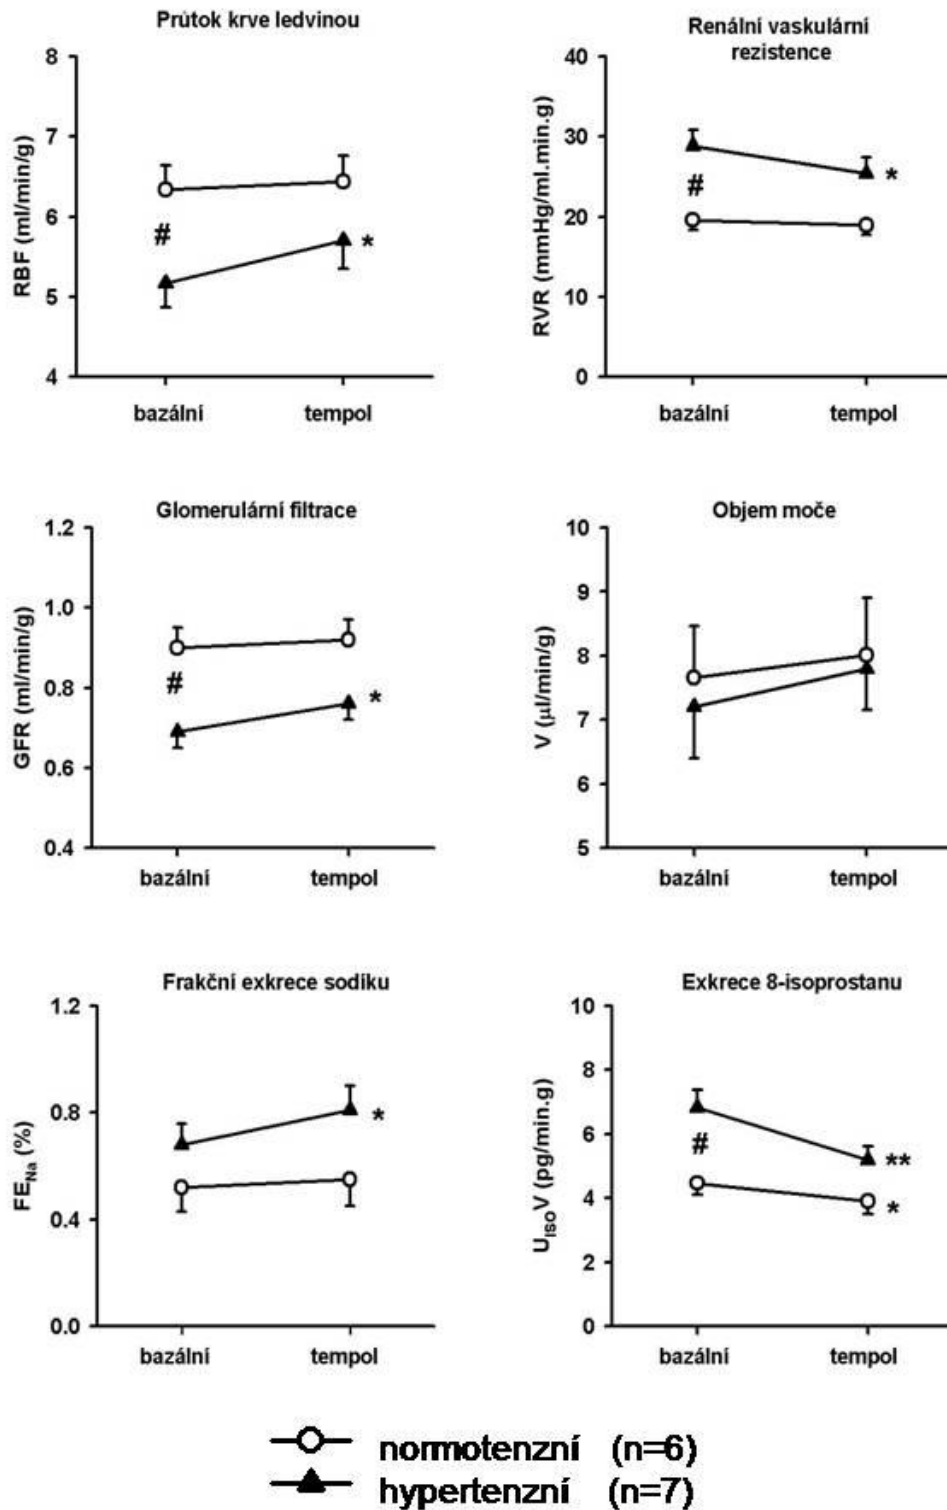 Průtok krve ledvinou
8
7
6
5
4
RBF (ml/min/g)
#
*
bazální tempol
Renální vaskulární
rezistence
40
30
20
10
0
RVR (mmHg/ml.min.g)
#
*
bazální tempol
Glomerulární filtrace
1.2
1.0
0.8
0.6
0.4
GFR (ml/min/g)
#
*
bazální tempol
Objem moče
10
9
8
7
6
5
V (µl/min/g)
bazální tempol
Frakční exkrece sodíku
1.2
0.8
0.4
0.0
FENa (%)
*
bazální tempol
Exkrece 8-isoprostanu
10
8
6
4
2
0
UisoV (pg/min.g)
#
**
*
bazální tempol
normotenzní (n=6)
hypertenzní (n=7)